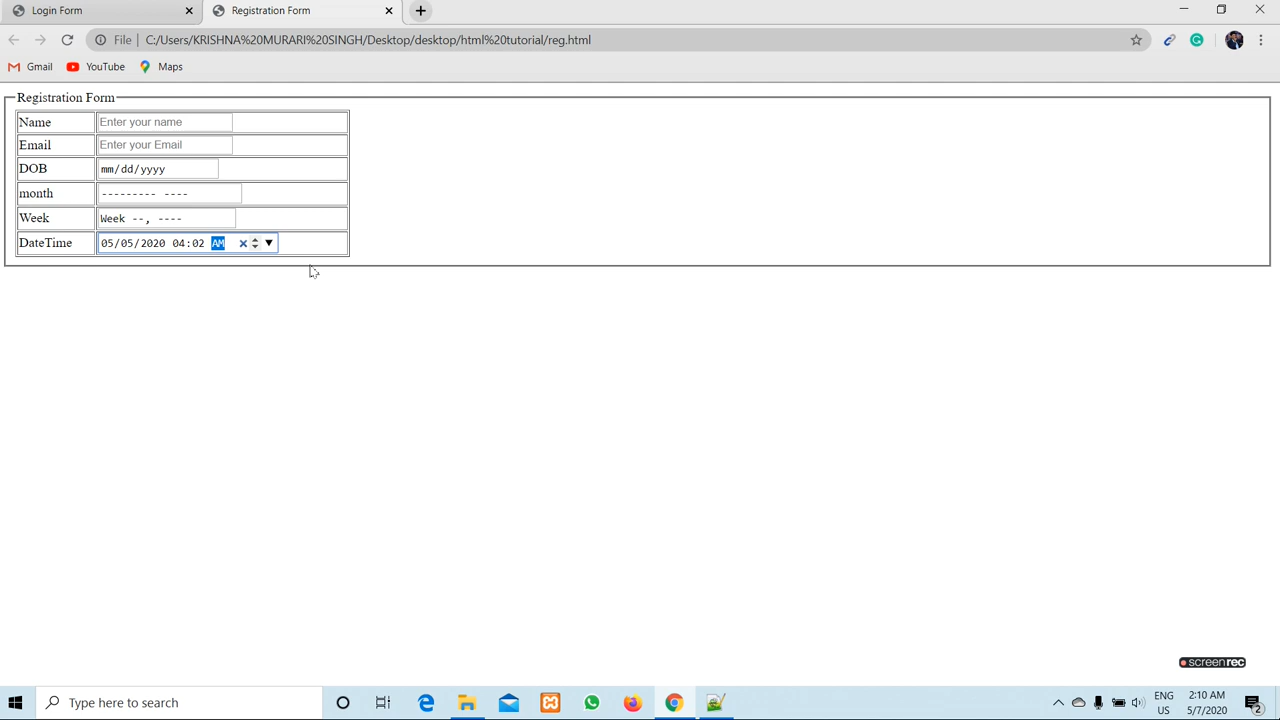 Login Form
Registration Form
File
C:/Users/KRISHNA%20MURARI%20SINGH/Desktop/desktop/html%20tutorial/reg.html
Gmail
YouTube
Maps
Registration Form
Name Enter your name
Email Enter your Email
DOB mm/dd/yyyy
month --------- ----
Week Week --, ----
DateTime 05/05/2020 04:02 AM
screenrec
Type here to search
ENG
US
2:10 AM
5/7/2020
2